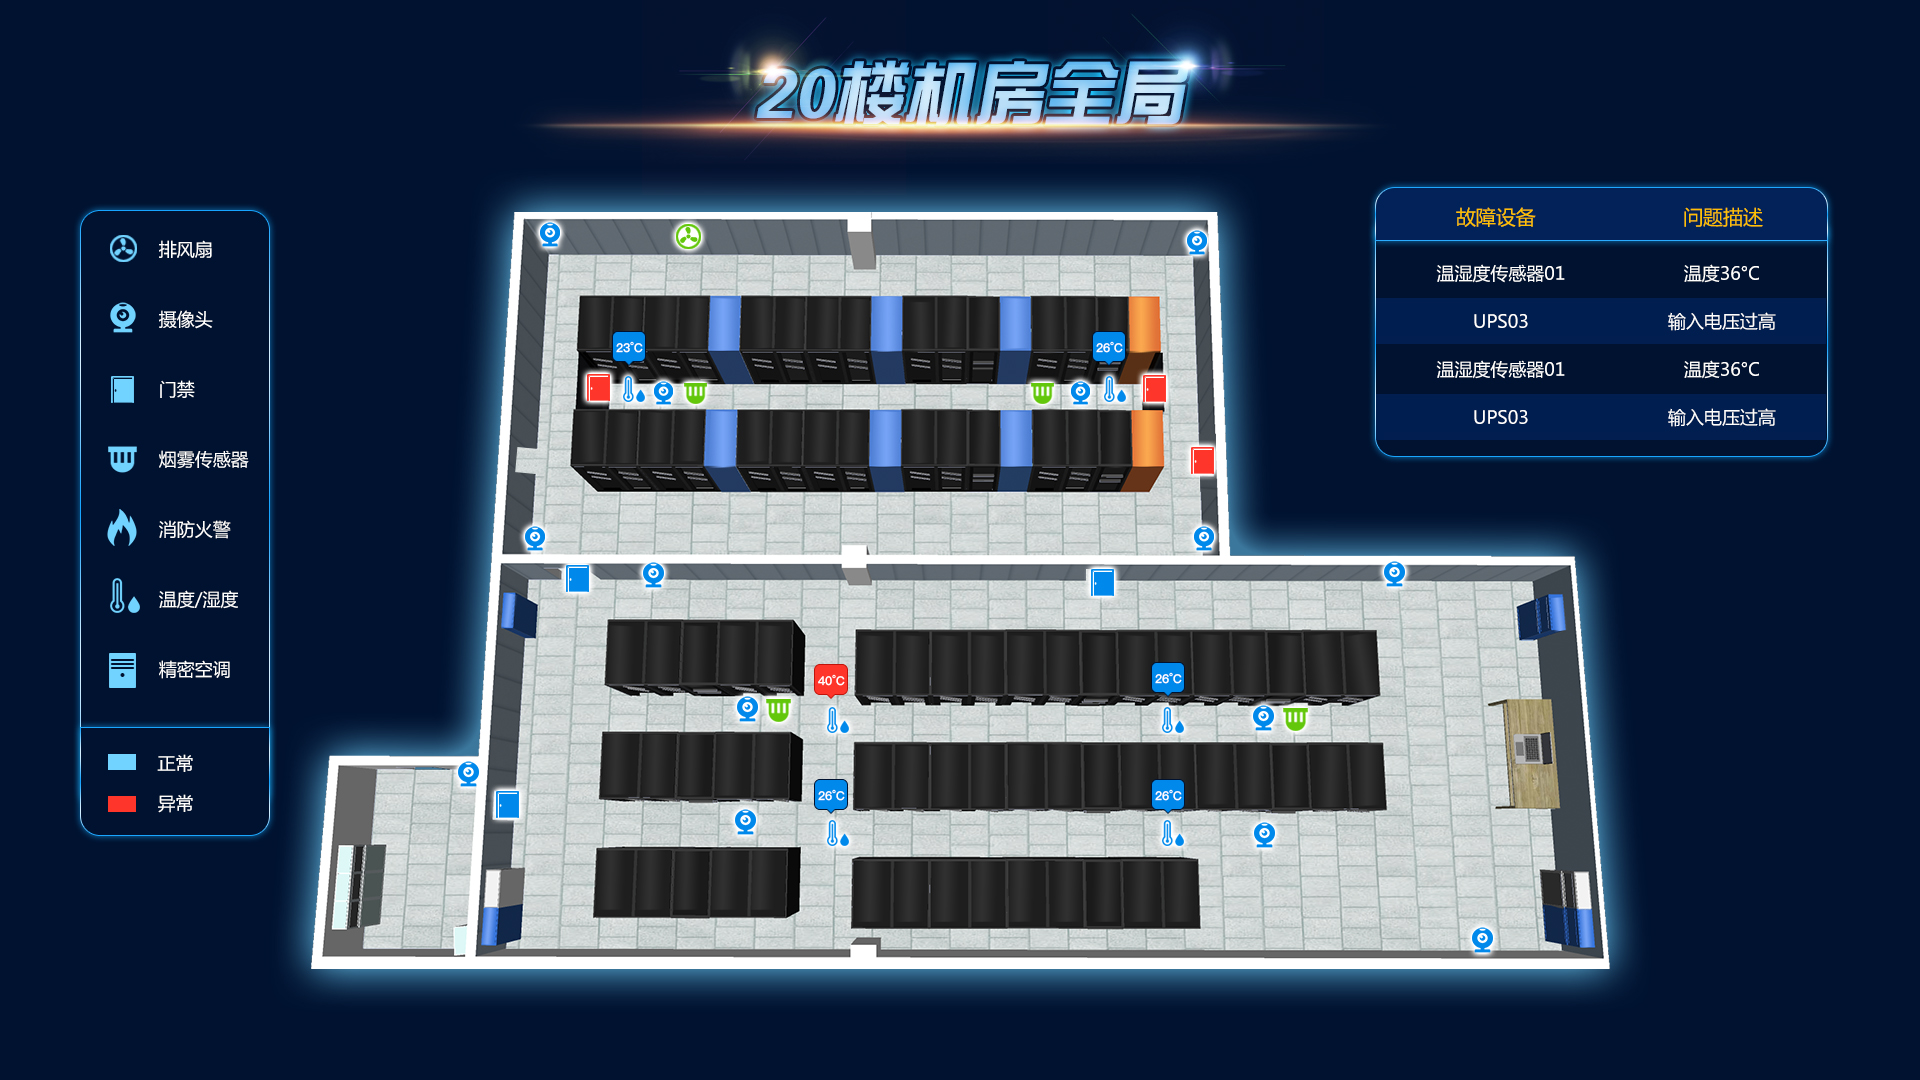 20楼机房全局
排风扇
摄像头
门禁
烟雾传感器
消防火警
温度/湿度
精密空调
正常
异常
故障设备 问题描述
温湿度传感器01 温度36°C
UPS03 输入电压过高
温湿度传感器01 温度36°C
UPS03 输入电压过高
23°C 26°C
40°C 26°C
26°C 26°C